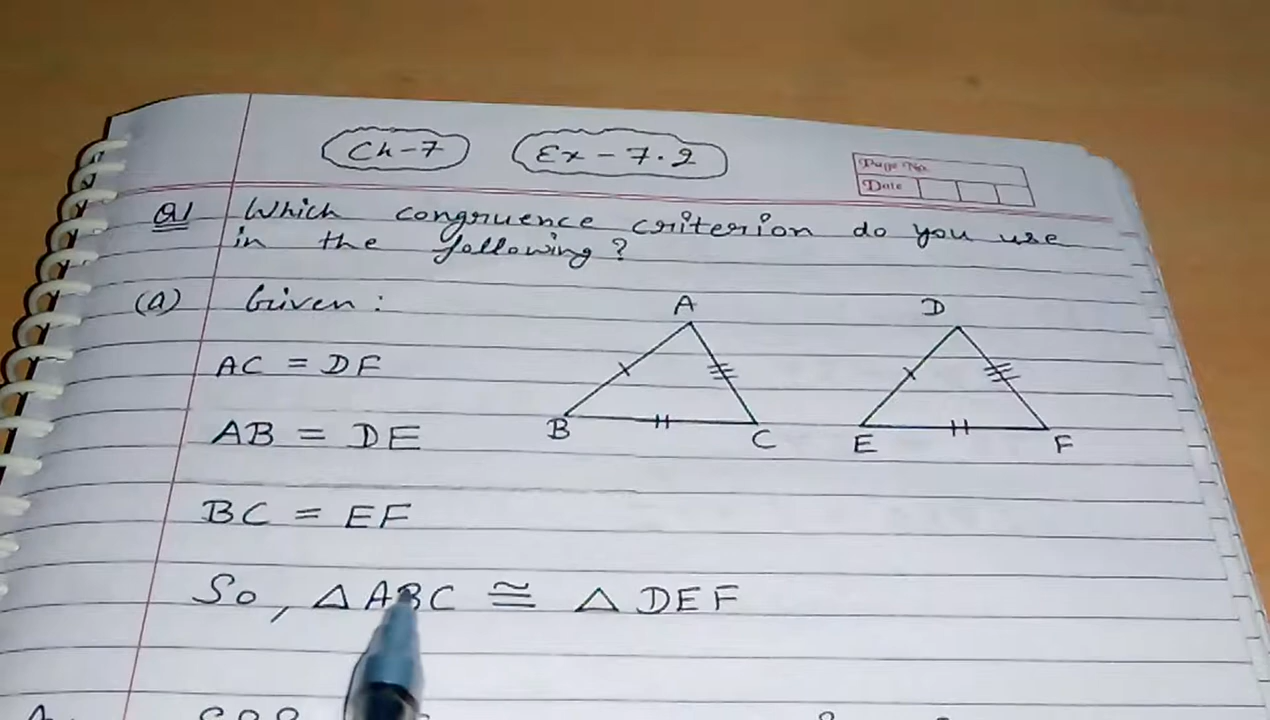 Ch-7 Ex-7.2
Page No.
Date
Q1 Which congruence criterion do you use
in the following?
(a) Given:
A D
AC = DF
AB = DE
B C E F
BC = EF
So, △ABC ≅ △DEF